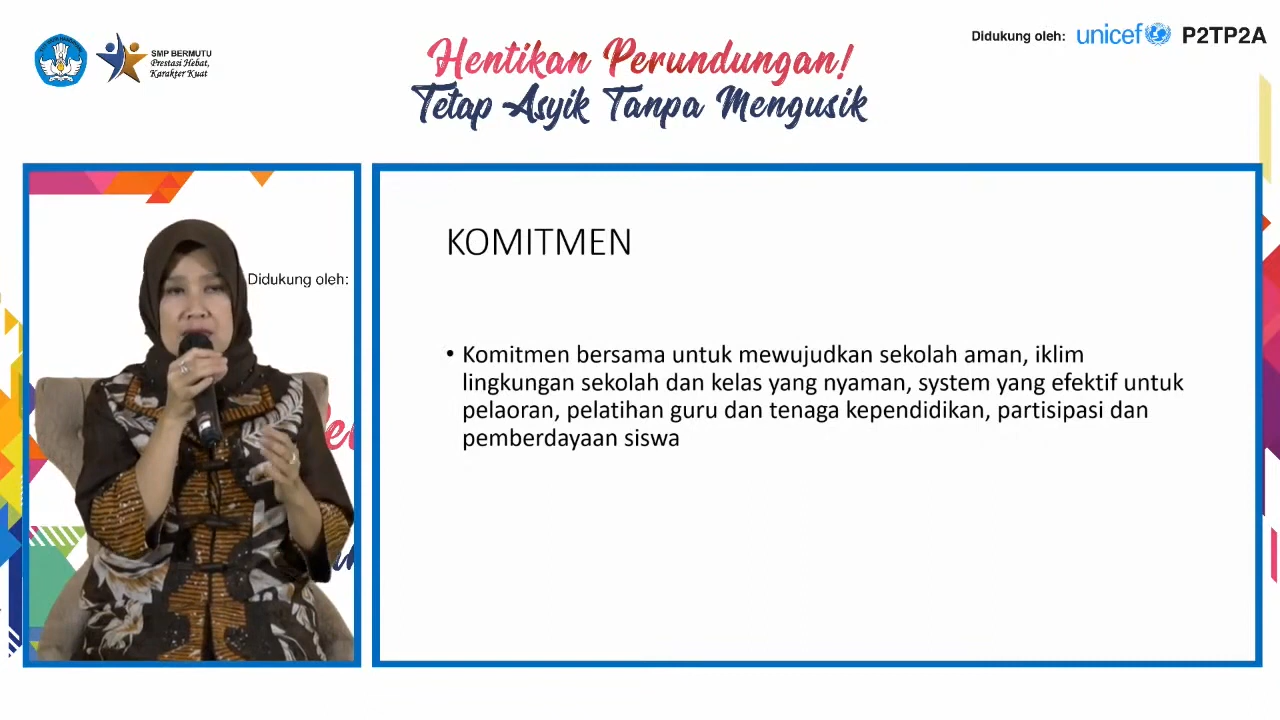 SMP BERMUTU
Prestasi Hebat,
Karakter Kuat
Hentikan Perundungan!
Tetap Asyik Tanpa Mengusik
Didukung oleh: unicef P2TP2A
Didukung oleh:
KOMITMEN
• Komitmen bersama untuk mewujudkan sekolah aman, iklim
lingkungan sekolah dan kelas yang nyaman, system yang efektif untuk
pelaoran, pelatihan guru dan tenaga kependidikan, partisipasi dan
pemberdayaan siswa